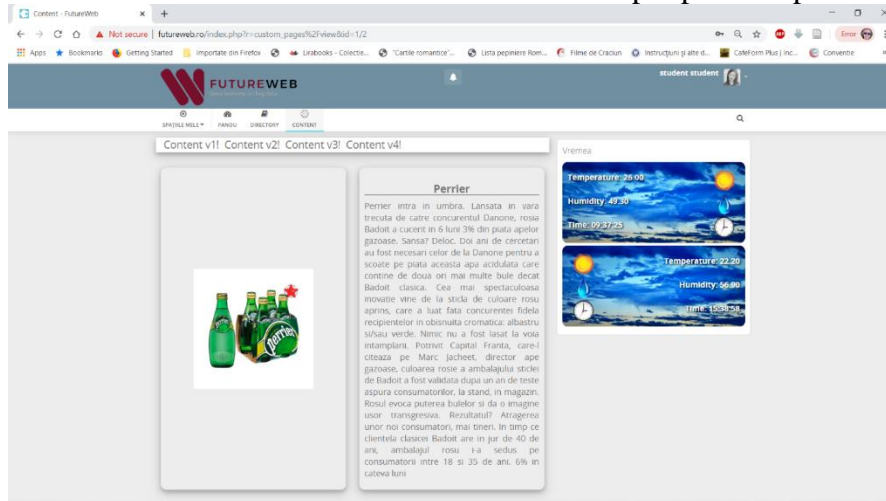 Content - FutureWeb
Not secure | futureweb.ro/index.php?r=custom_pages%2Fview&id=1/2
Error
Apps Bookmarks Getting Started Importate din Firefox Lirabooks - Colectie... "Cartile romantice"... Lista pepiniere Rom... Filme de Craciun Instrucțiuni și alte d... CafeForm Plus | Inc... Conventie
FUTUREWEB
student student
SPAȚIILE MELE PANOU DIRECTORY CONTENT
Content v1! Content v2! Content v3! Content v4!
Perrier
Perrier intra in umbra. Lansata in vara
trecuta de catre concurentul Danone, rosia
Badoit a cucerit in 6 luni 3% din piata apelor
gazoase. Sansa? Deloc. Doi ani de cercetari
au fost necesari celor de la Danone pentru a
scoate pe piata aceasta apa acidulata care
contine de doua ori mai multe bule decat
Badoit clasica. Cea mai spectaculoasa
inovatie vine de la sticla de culoare rosu
aprins, care a luat fata concurentei fidela
recipientelor in obisnuita cromatica: albastru
si/sau verde. Nimic nu a fost lasat la voia
intamplarii. Potrivit Capital Franta, care-l
citeaza pe Marc Jacheet, director ape
gazoase, culoarea rosie a ambalajului sticlei
de Badoit a fost validata dupa un an de teste
aspura consumatorilor, la stand, in magazin.
Rosul evoca puterea bulelor si da o imagine
usor transgresiva. Rezultatul? Atragerea
unor noi consumatori, mai tineri. In timp ce
clientela clasicei Badoit are in jur de 40 de
ani, ambalajul rosu i-a sedus pe
consumatorii intre 18 si 35 de ani. 6% in
cateva luni
perrier
Vremea
Temperature: 26.00
Humidity: 49.30
Time: 09:37:25
Temperature: 22.20
Humidity: 56.90
Time: 15:38:58